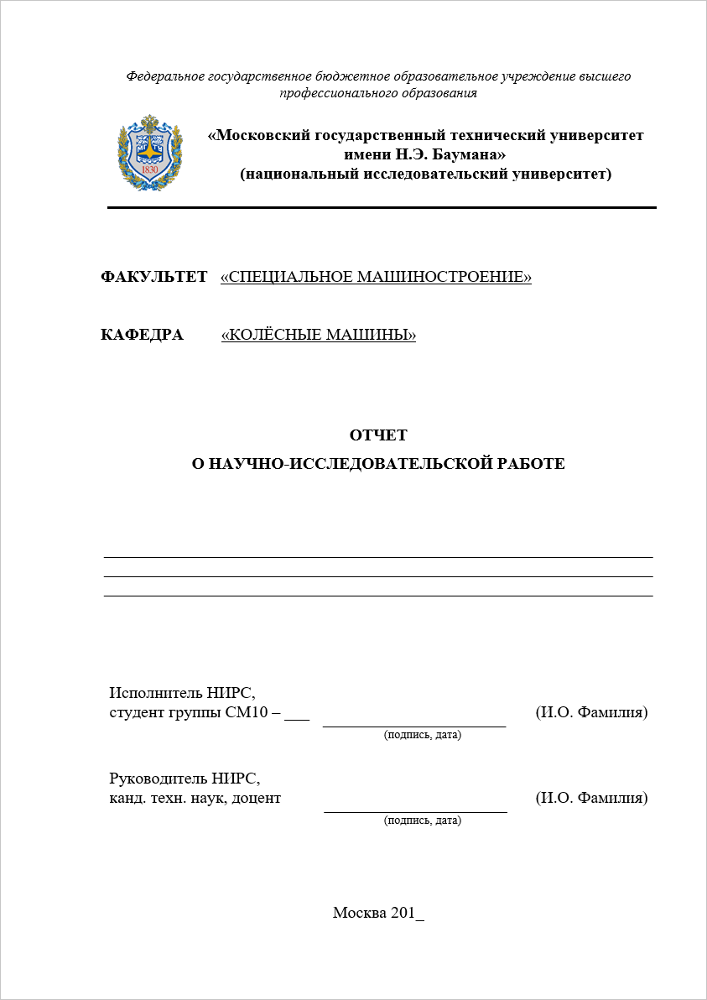 Федеральное государственное бюджетное образовательное учреждение высшего
профессионального образования
«Московский государственный технический университет
имени Н.Э. Баумана»
(национальный исследовательский университет)
1830
ФАКУЛЬТЕТ «СПЕЦИАЛЬНОЕ МАШИНОСТРОЕНИЕ»
КАФЕДРА «КОЛЁСНЫЕ МАШИНЫ»
ОТЧЕТ
О НАУЧНО-ИССЛЕДОВАТЕЛЬСКОЙ РАБОТЕ
Исполнитель НИРС,
студент группы СМ10 – ___ (И.О. Фамилия)
(подпись, дата)
Руководитель НИРС,
канд. техн. наук, доцент (И.О. Фамилия)
(подпись, дата)
Москва 201_